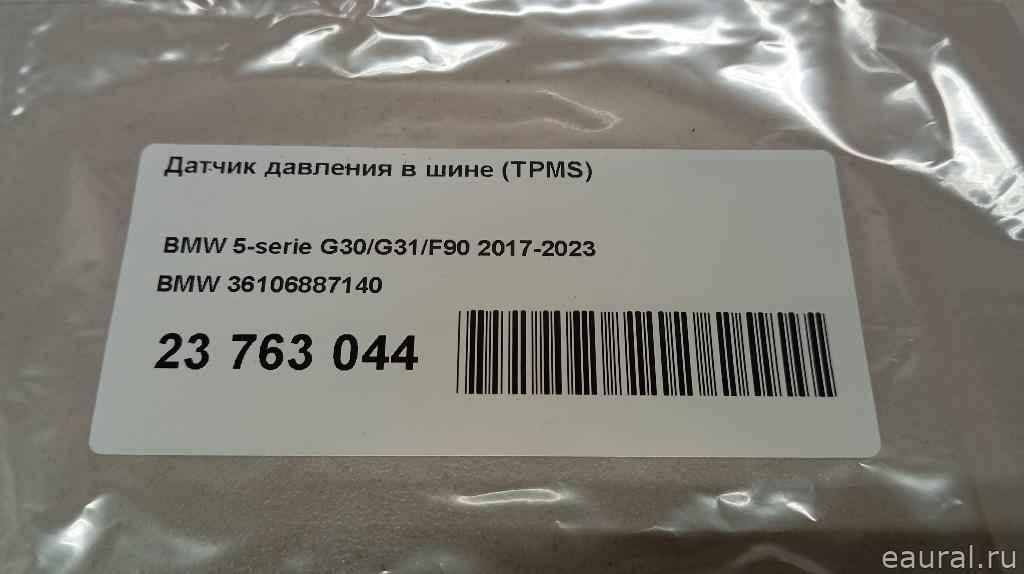 Датчик давления в шине (TPMS)
BMW 5-serie G30/G31/F90 2017-2023
BMW 36106887140
23 763 044
eaural.ru